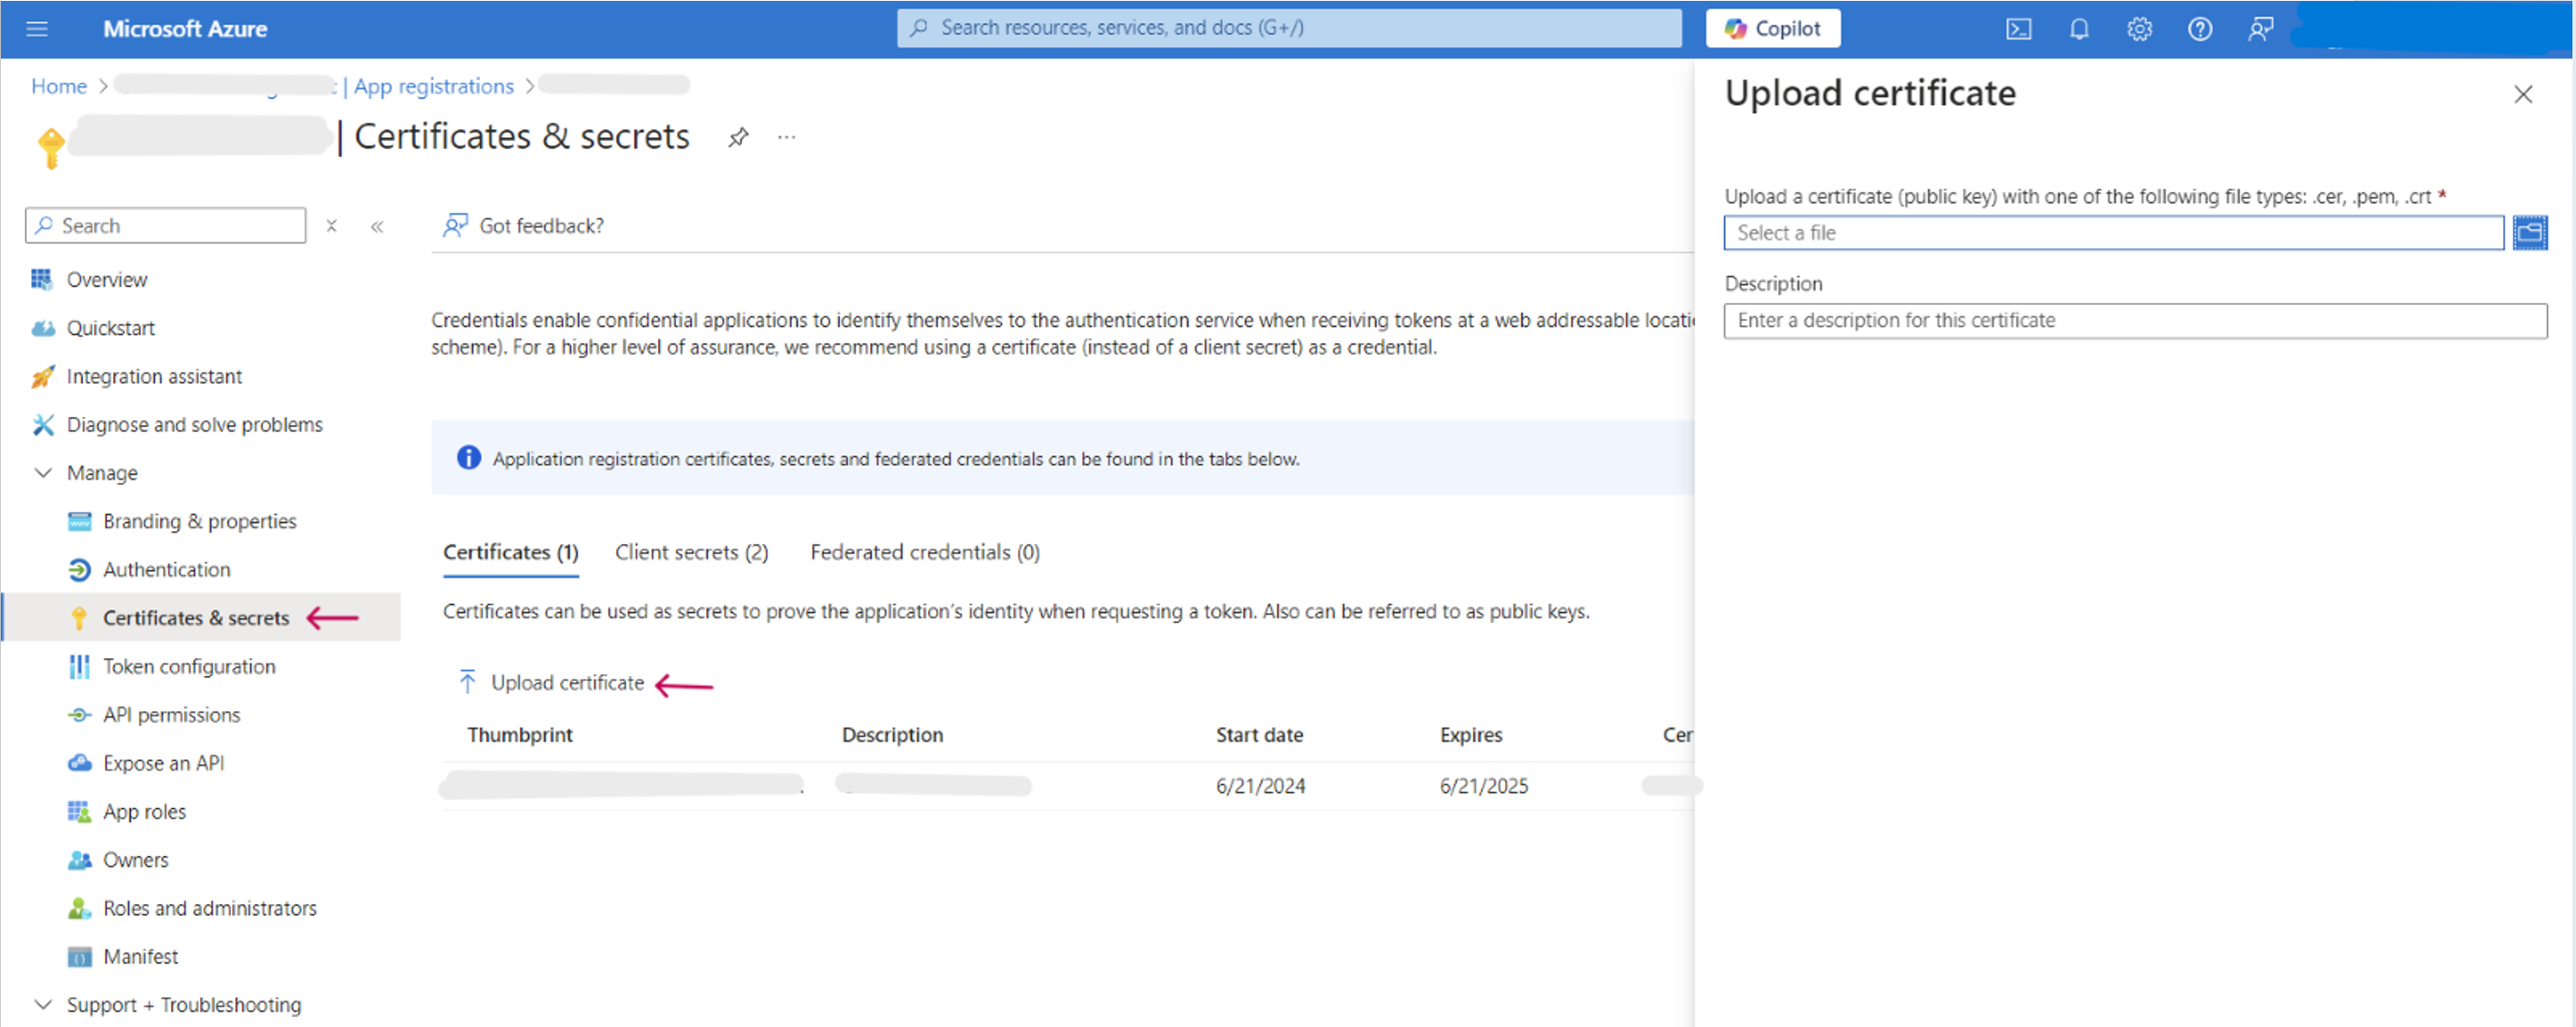 Microsoft Azure
Search resources, services, and docs (G+/)
Copilot
Home > | App registrations >
| Certificates & secrets
Search
Overview
Quickstart
Integration assistant
Diagnose and solve problems
Manage
Branding & properties
Authentication
Certificates & secrets
Token configuration
API permissions
Expose an API
App roles
Owners
Roles and administrators
Manifest
Support + Troubleshooting
Got feedback?
Credentials enable confidential applications to identify themselves to the authentication service when receiving tokens at a web addressable locati
scheme). For a higher level of assurance, we recommend using a certificate (instead of a client secret) as a credential.
Application registration certificates, secrets and federated credentials can be found in the tabs below.
Certificates (1) Client secrets (2) Federated credentials (0)
Certificates can be used as secrets to prove the application's identity when requesting a token. Also can be referred to as public keys.
Upload certificate
Thumbprint Description Start date Expires Cer
6/21/2024 6/21/2025
Upload certificate
Upload a certificate (public key) with one of the following file types: .cer, .pem, .crt *
Select a file
Description
Enter a description for this certificate